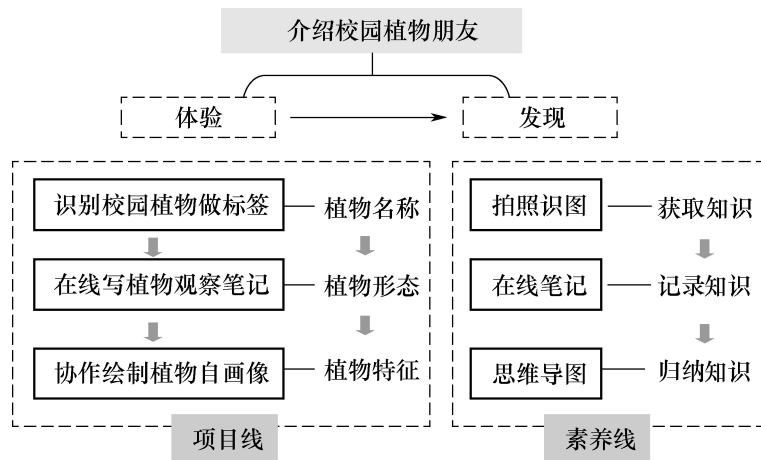 介绍校园植物朋友
体验
发现
识别校园植物做标签
植物名称
在线写植物观察笔记
植物形态
协作绘制植物自画像
植物特征
项目线
拍照识图
获取知识
在线笔记
记录知识
思维导图
归纳知识
素养线